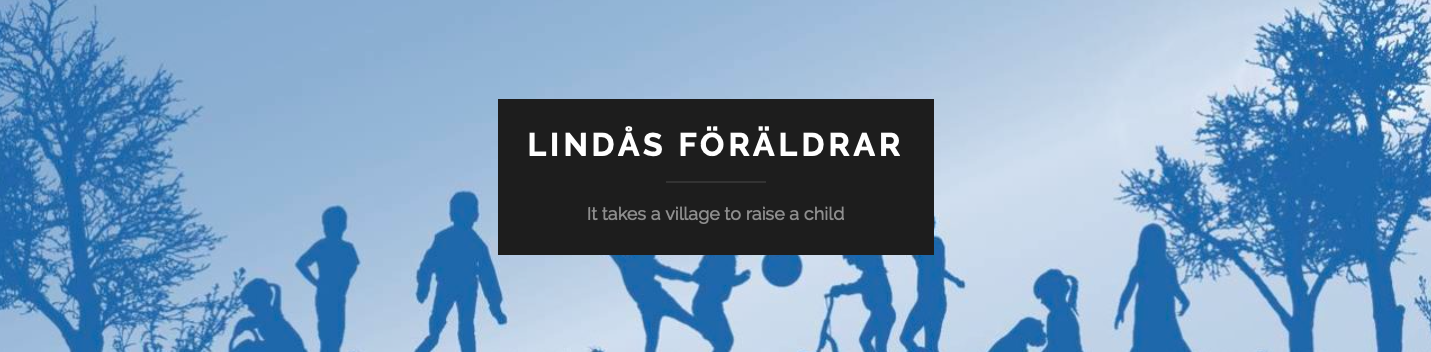 LINDÅS FÖRÄLDRAR
It takes a village to raise a child